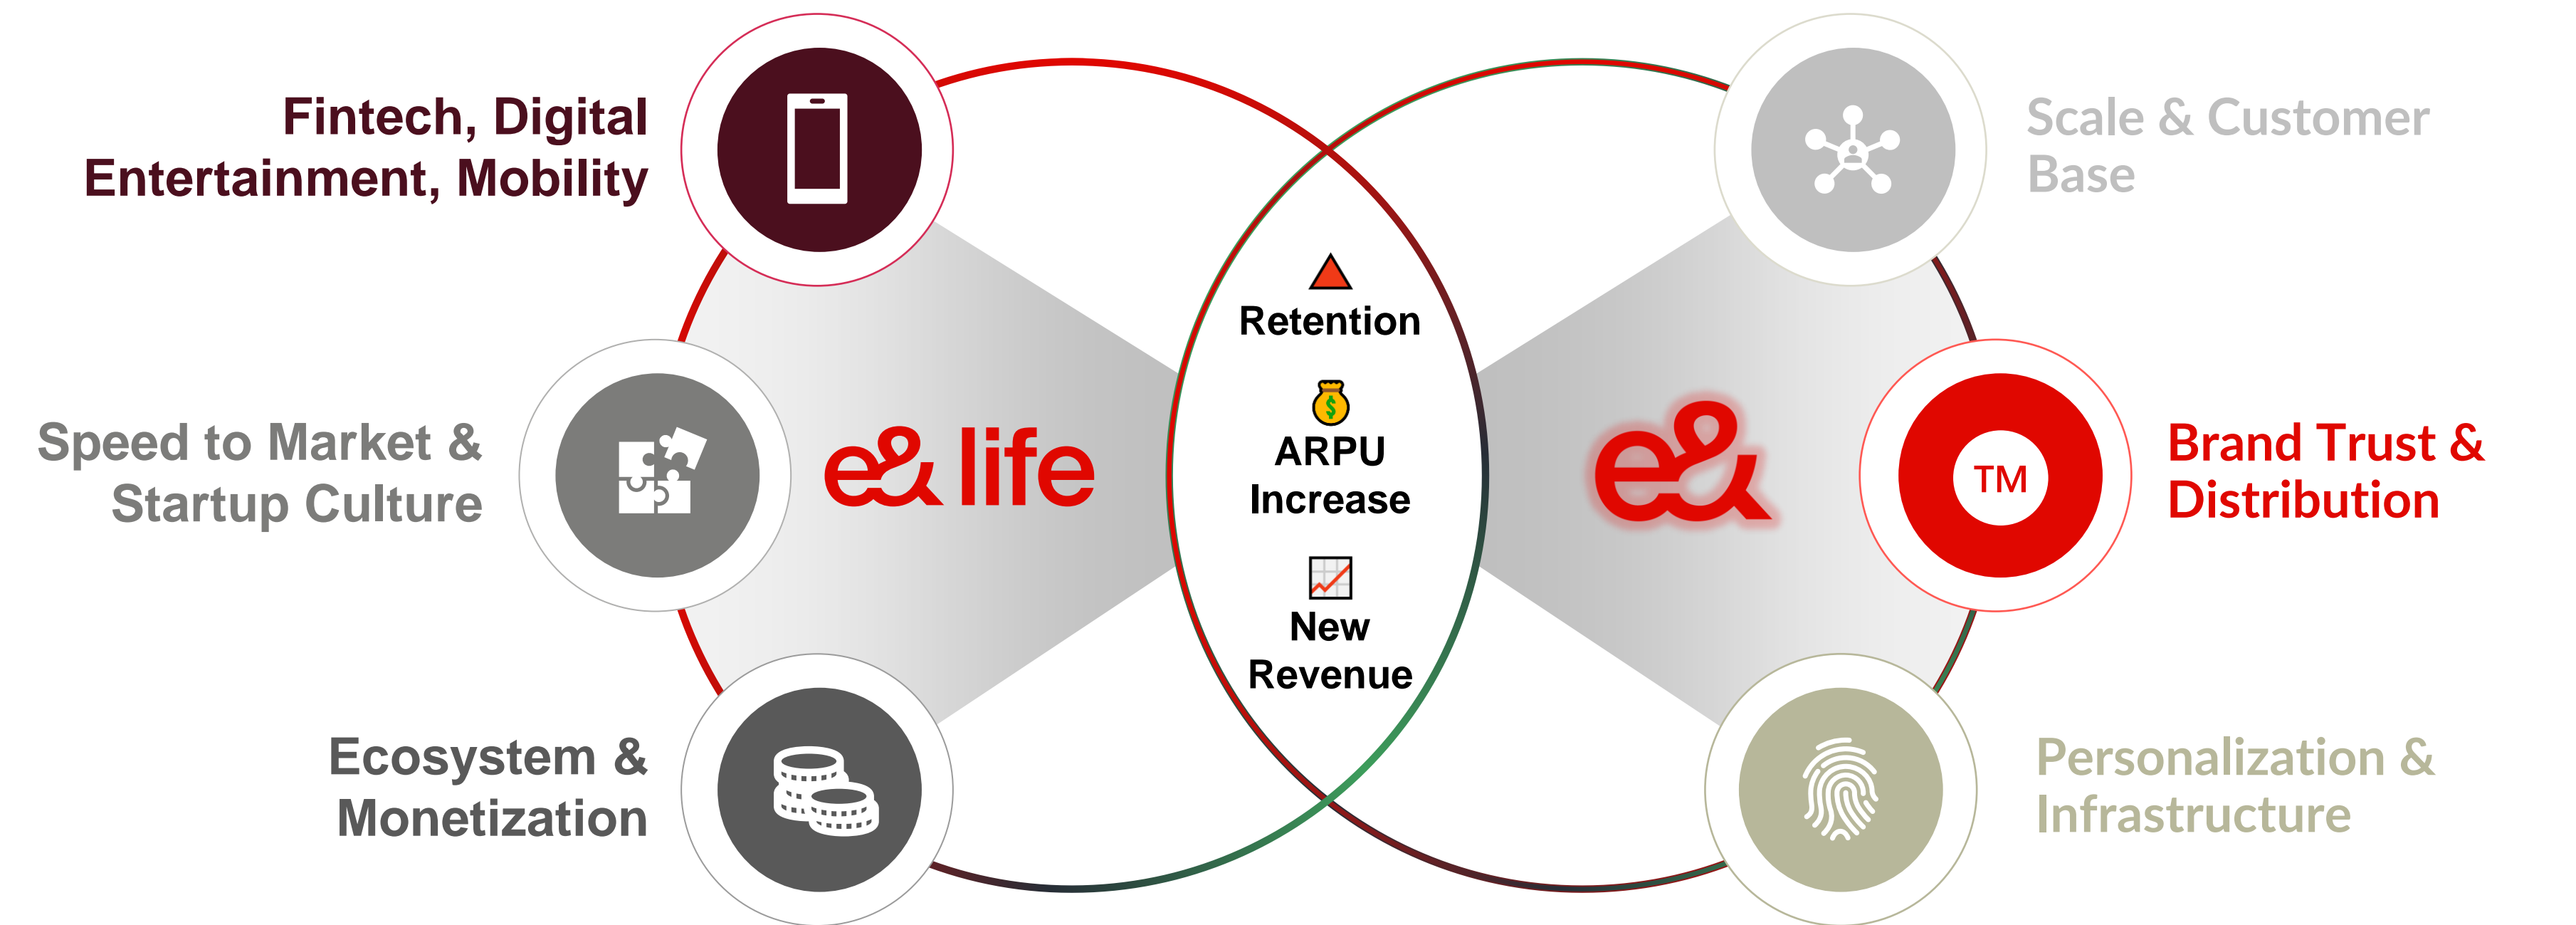 Fintech, Digital
Entertainment, Mobility
Speed to Market &
Startup Culture
Ecosystem &
Monetization
e& life
Retention
$
ARPU
Increase
New
Revenue
e&
Scale & Customer
Base
TM
Brand Trust &
Distribution
Personalization &
Infrastructure